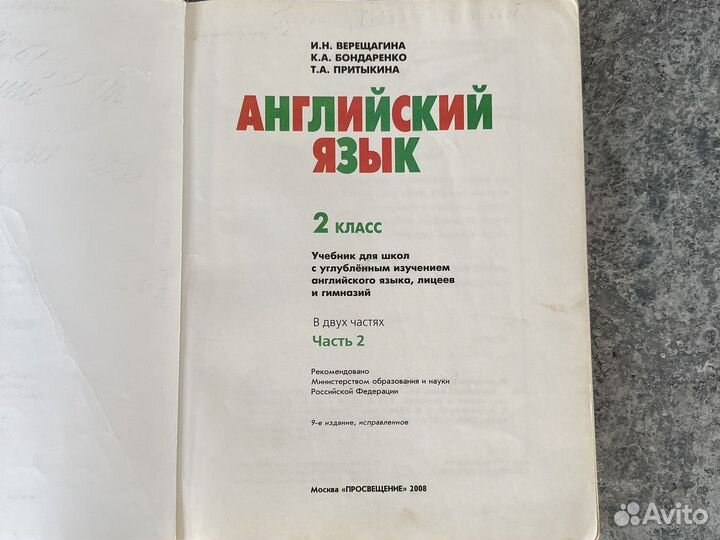 И.Н. ВЕРЕЩАГИНА
К.А. БОНДАРЕНКО
Т.А. ПРИТЫКИНА
АНГЛИЙСКИЙ
ЯЗЫК
2 КЛАСС
Учебник для школ
с углублённым изучением
английского языка, лицеев
и гимназий
В двух частях
Часть 2
Рекомендовано
Министерством образования и науки
Российской Федерации
9-е издание, исправленное
Москва «ПРОСВЕЩЕНИЕ» 2008
Avito